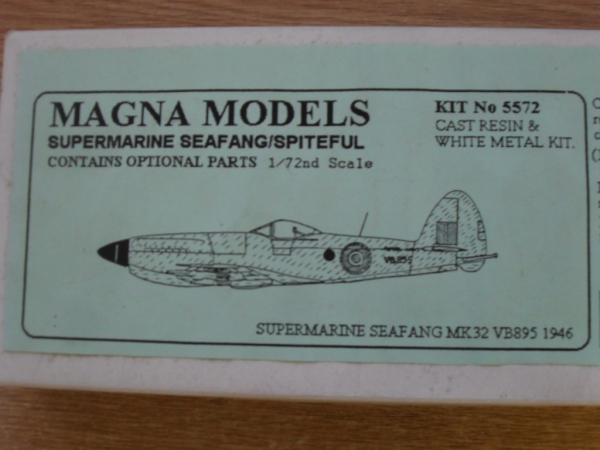 MAGNA MODELS
SUPERMARINE SEAFANG/SPITEFUL
CONTAINS OPTIONAL PARTS 1/72nd Scale
KIT No 5572
CAST RESIN &
WHITE METAL KIT.
VB895
SUPERMARINE SEAFANG MK32 VB895 1946